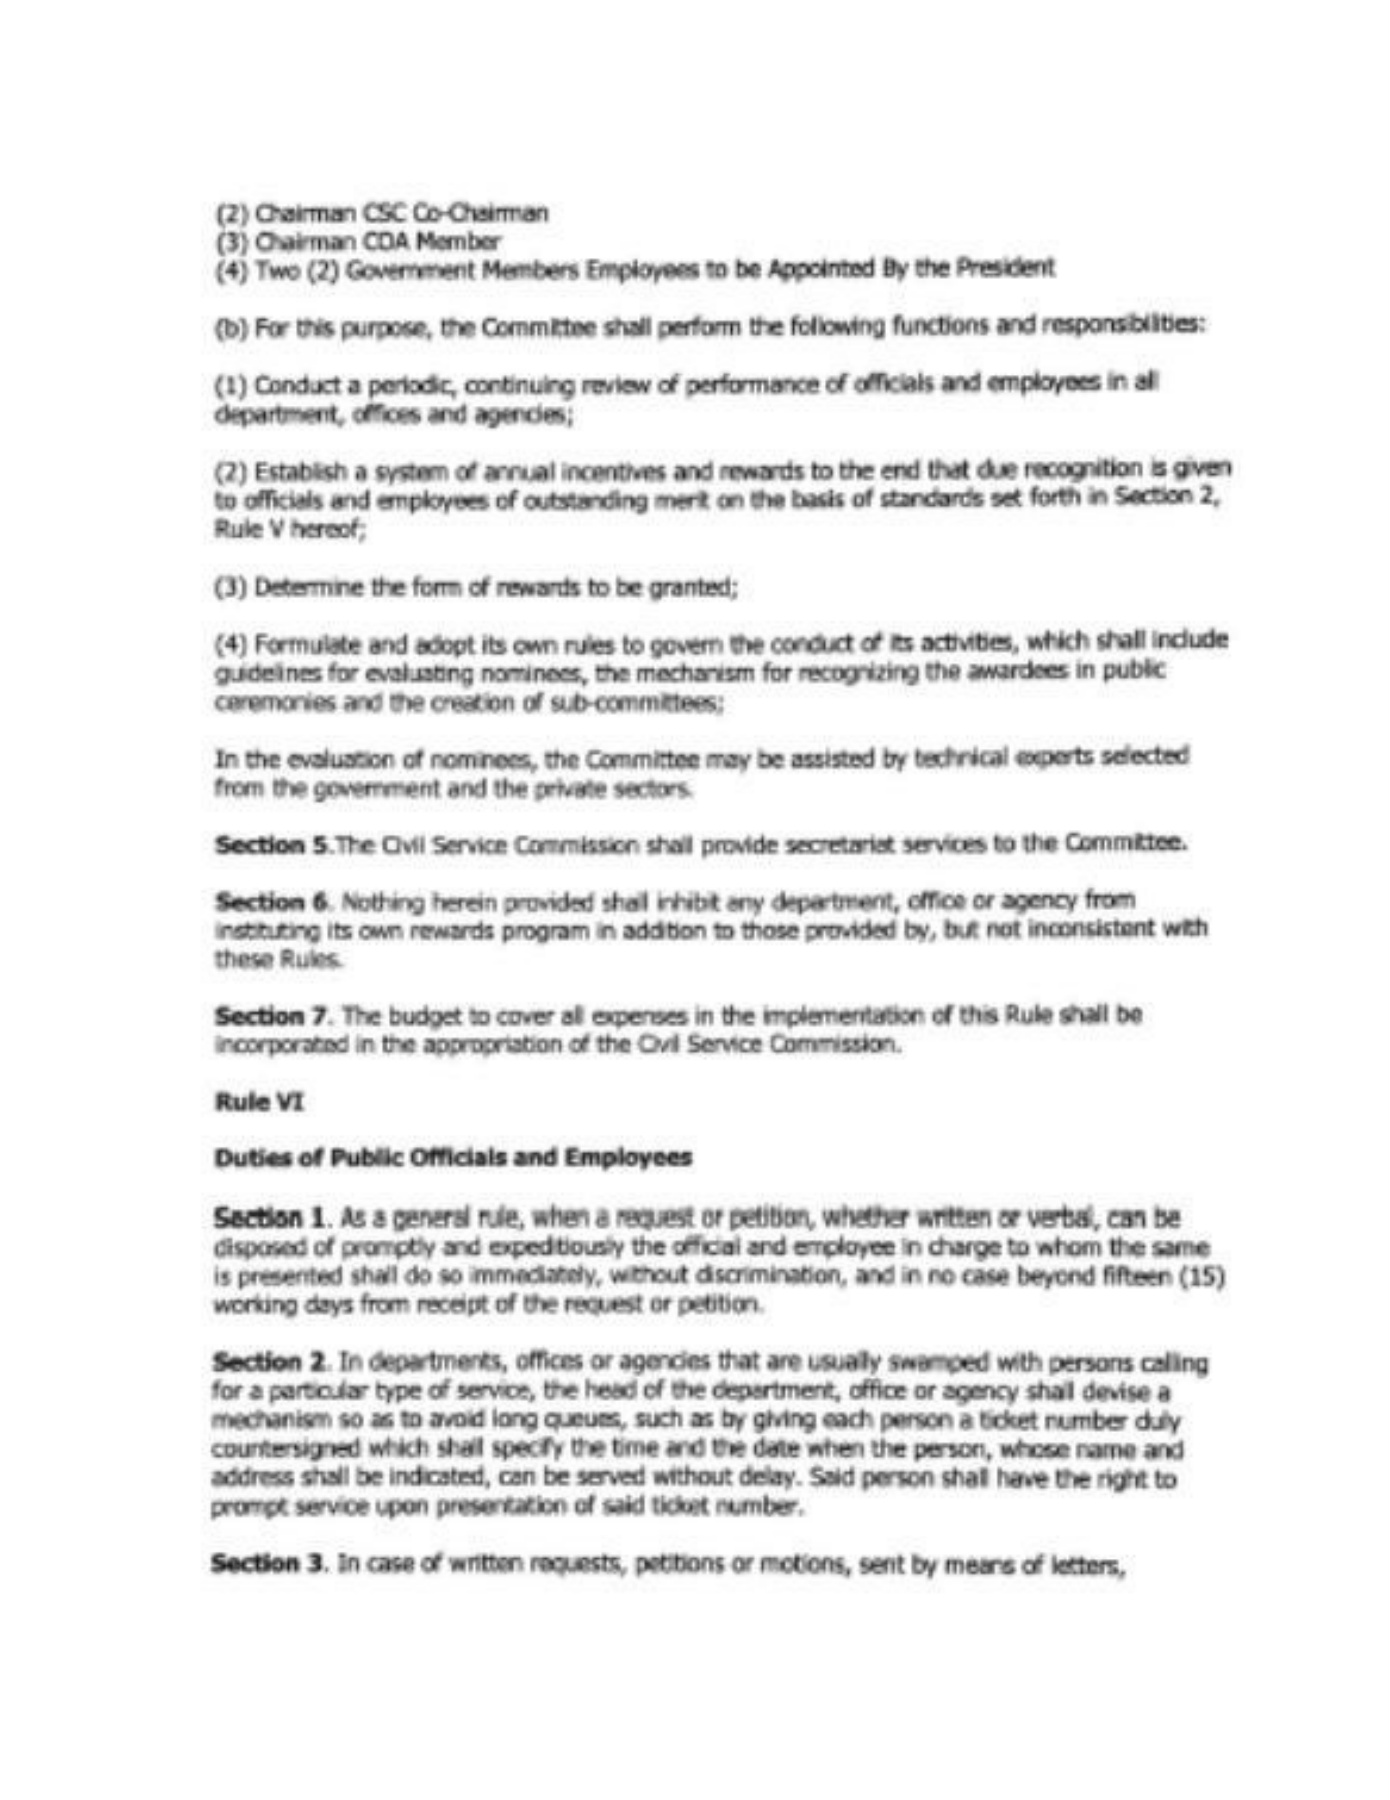 (2) Chairman CSC Co-Chairman
(3) Chairman COA Member
(4) Two (2) Government Members Employees to be Appointed By the President
(b) For this purpose, the Committee shall perform the following functions and responsibilities:
(1) Conduct a periodic, continuing review of performance of officials and employees in all
department, offices and agencies;
(2) Establish a system of annual incentives and rewards to the end that due recognition is given
to officials and employees of outstanding merit on the basis of standards set forth in Section 2,
Rule V hereof;
(3) Determine the form of rewards to be granted;
(4) Formulate and adopt its own rules to govern the conduct of its activities, which shall include
guidelines for evaluating nominees, the mechanism for recognizing the awardees in public
ceremonies and the creation of sub-committees;
In the evaluation of nominees, the Committee may be assisted by technical experts selected
from the government and the private sectors.
Section 5.The Civil Service Commission shall provide secretariat services to the Committee.
Section 6. Nothing herein provided shall inhibit any department, office or agency from
instituting its own rewards program in addition to those provided by, but not inconsistent with
these Rules.
Section 7. The budget to cover all expenses in the implementation of this Rule shall be
incorporated in the appropriation of the Civil Service Commission.
Rule VI
Duties of Public Officials and Employees
Section 1. As a general rule, when a request or petition, whether written or verbal, can be
disposed of promptly and expeditiously the official and employee in charge to whom the same
is presented shall do so immediately, without discrimination, and in no case beyond fifteen (15)
working days from receipt of the request or petition.
Section 2. In departments, offices or agencies that are usually swamped with persons calling
for a particular type of service, the head of the department, office or agency shall devise a
mechanism so as to avoid long queues, such as by giving each person a ticket number duly
countersigned which shall specify the time and the date when the person, whose name and
address shall be indicated, can be served without delay. Said person shall have the right to
prompt service upon presentation of said ticket number.
Section 3. In case of written requests, petitions or motions, sent by means of letters,